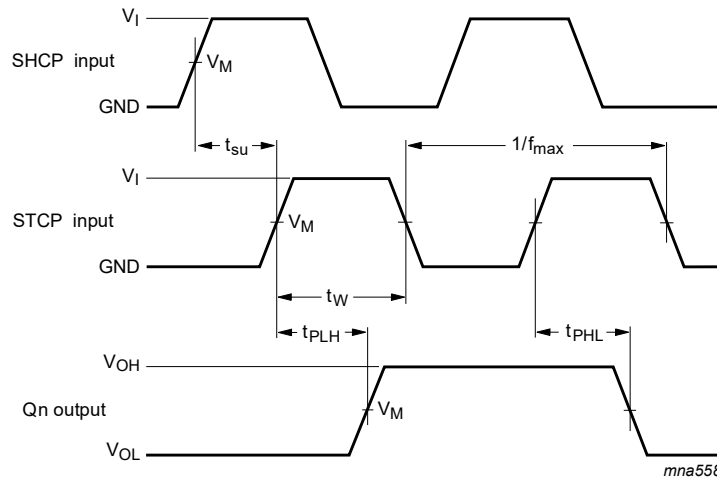 V_I
SHCP input
V_M
GND
t_su
1/f_max
V_I
STCP input
V_M
GND
t_W
t_PLH
t_PHL
V_OH
Qn output
V_M
V_OL
mna558